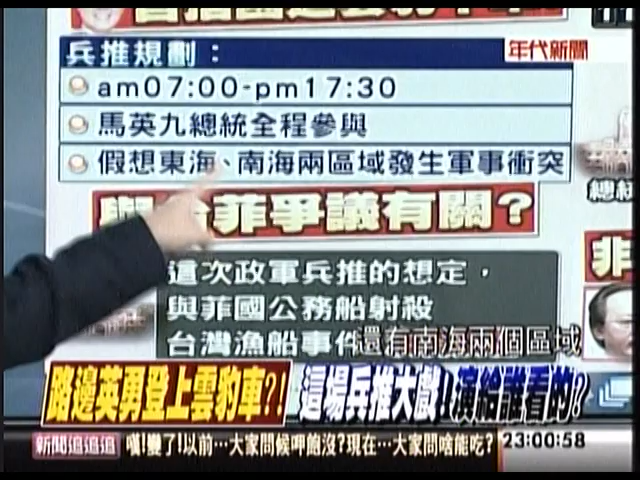 年代新聞
兵推規劃：
am07:00-pm17:30
馬英九總統全程參與
假想東海、南海兩區域發生軍事衝突
與台菲爭議有關？
這次政軍兵推的想定，
與菲國公務船射殺
台灣漁船事件
還有南海兩個區域
非
路邊英勇登上雲豹車?!
這場兵推大戲!演給誰看的?
新聞追追追
嘆!變了!以前…大家問候呷飽沒?現在…大家問啥能吃?
23:00:58